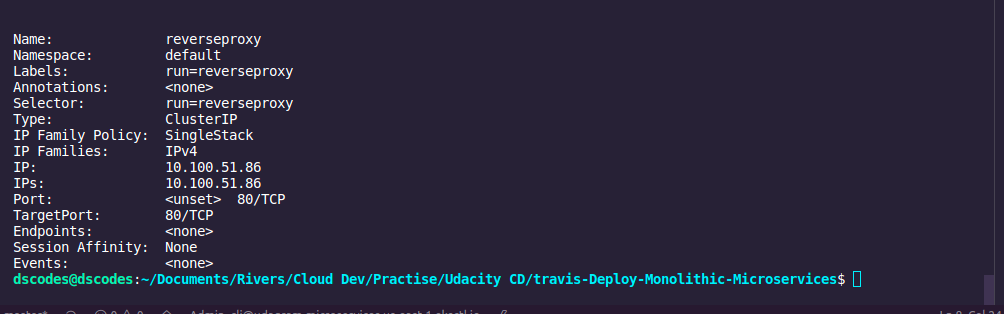 Name: reverseproxy
Namespace: default
Labels: run=reverseproxy
Annotations: <none>
Selector: run=reverseproxy
Type: ClusterIP
IP Family Policy: SingleStack
IP Families: IPv4
IP: 10.100.51.86
IPs: 10.100.51.86
Port: <unset> 80/TCP
TargetPort: 80/TCP
Endpoints: <none>
Session Affinity: None
Events: <none>
dscodes@dscodes:~/Documents/Rivers/Cloud Dev/Practise/Udacity CD/travis-Deploy-Monolithic-Microservices$